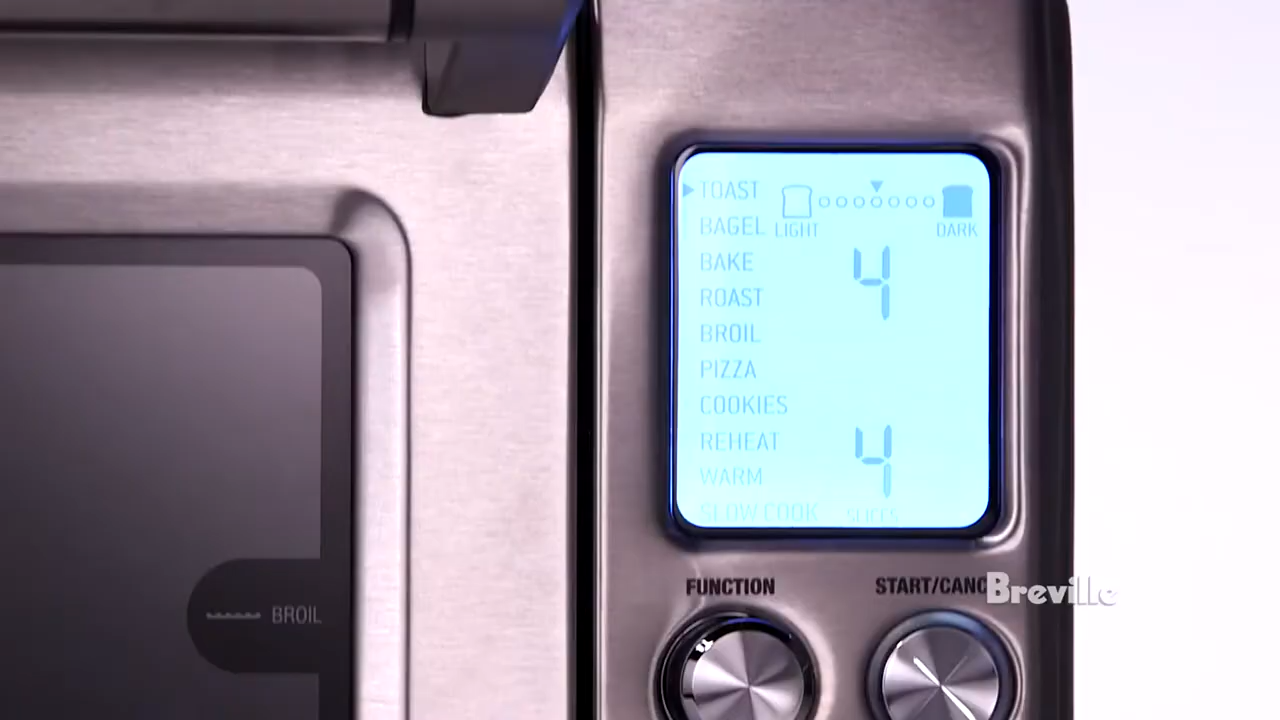 TOAST
BAGEL
LIGHT
DARK
BAKE
4
ROAST
BROIL
PIZZA
COOKIES
REHEAT
4
WARM
SLOW COOK
SLICES
FUNCTION
START/CANC
Breville
BROIL